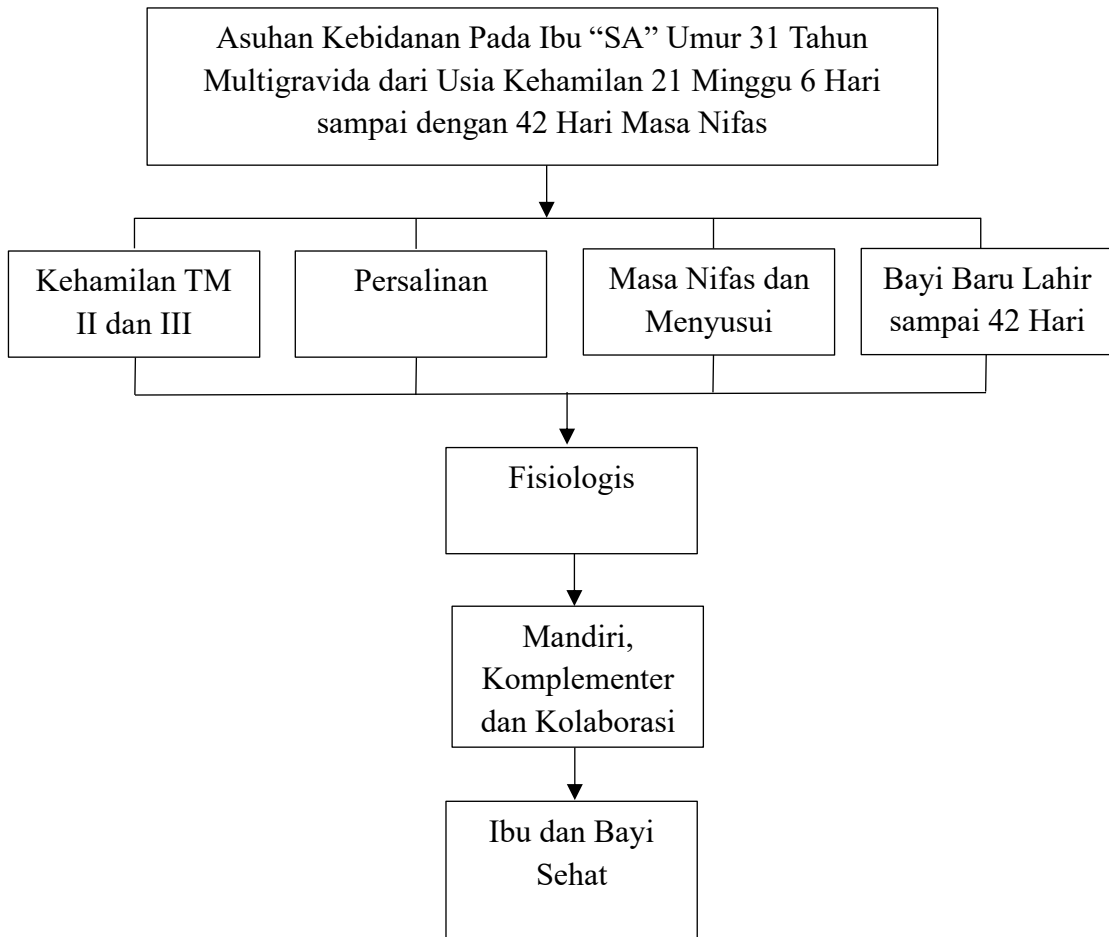 Asuhan Kebidanan Pada Ibu “SA” Umur 31 Tahun
Multigravida dari Usia Kehamilan 21 Minggu 6 Hari
sampai dengan 42 Hari Masa Nifas
Kehamilan TM
II dan III
Persalinan
Masa Nifas dan
Menyusui
Bayi Baru Lahir
sampai 42 Hari
Fisiologis
Mandiri,
Komplementer
dan Kolaborasi
Ibu dan Bayi
Sehat